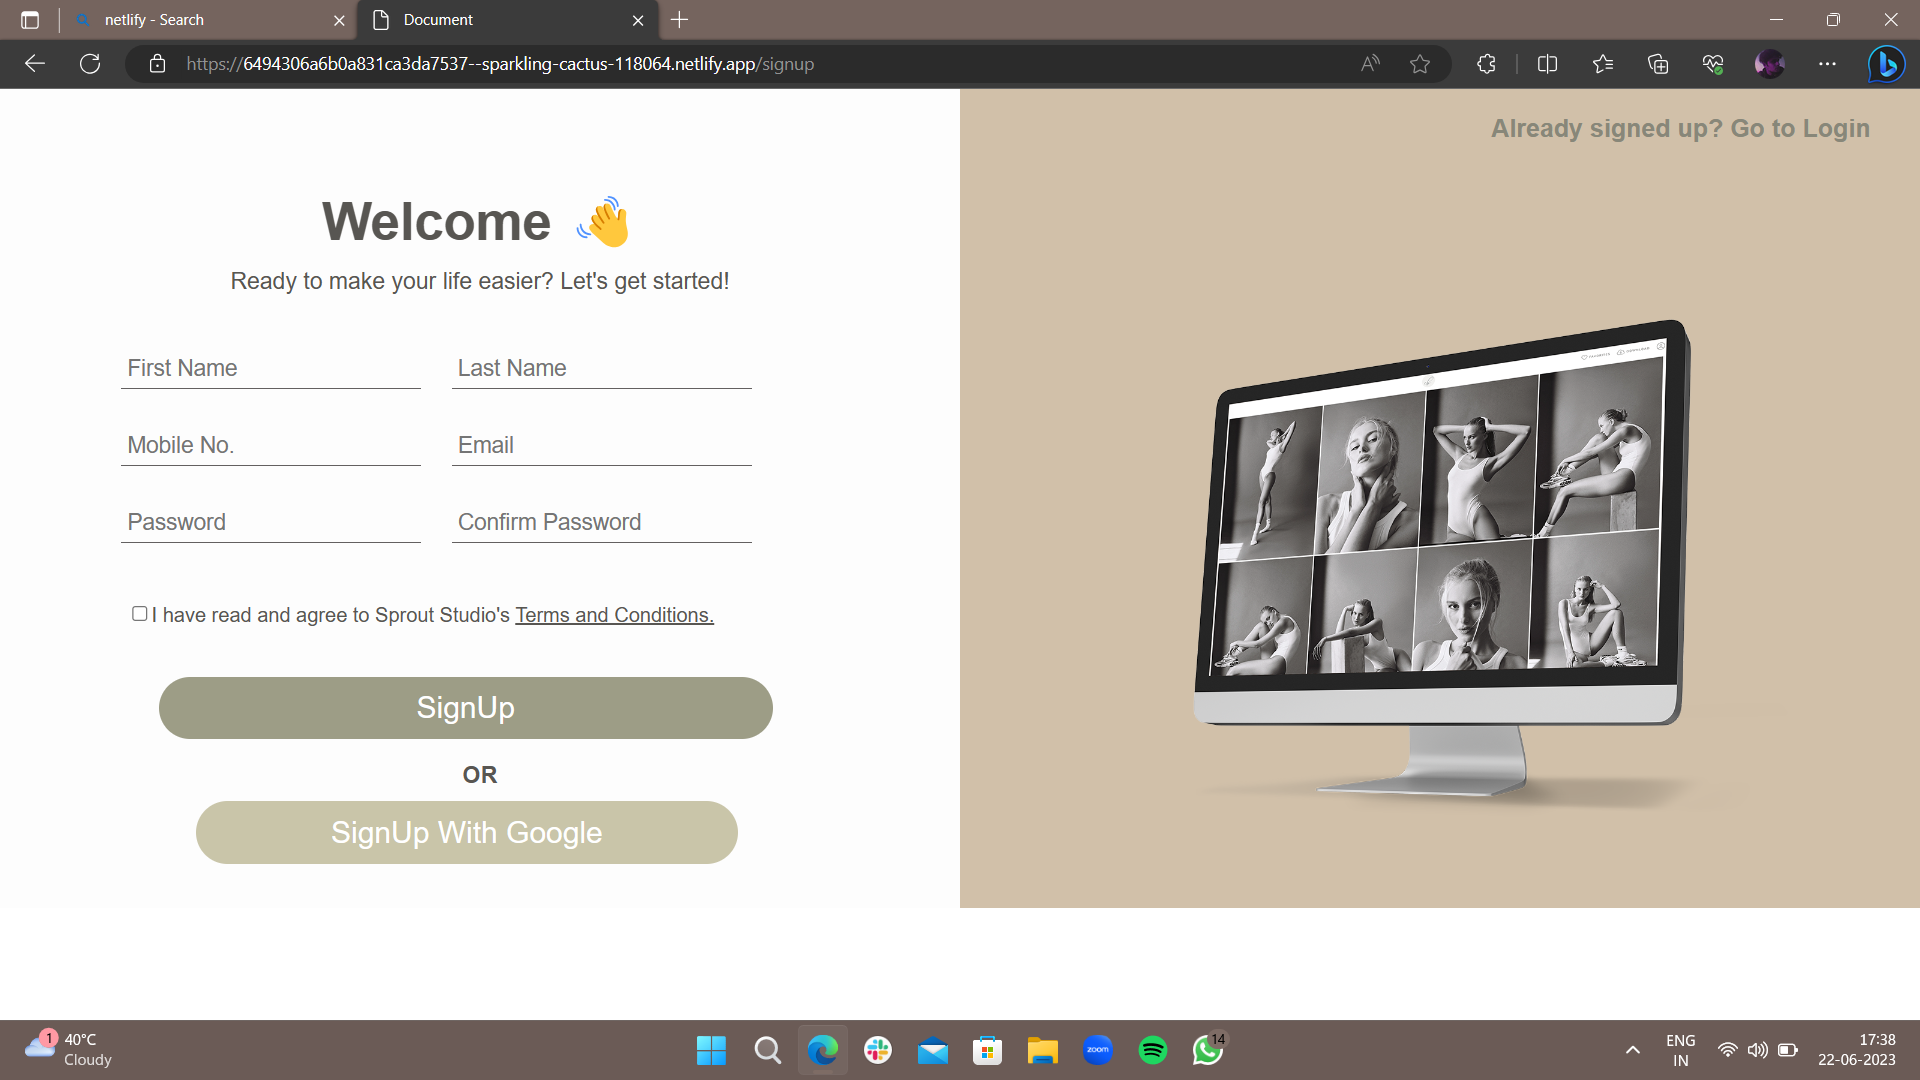 netlify - Search
Document
https://6494306a6b0a831ca3da7537--sparkling-cactus-118064.netlify.app/signup
Already signed up? Go to Login
Welcome 👋
Ready to make your life easier? Let's get started!
First Name
Last Name
Mobile No.
Email
Password
Confirm Password
I have read and agree to Sprout Studio's Terms and Conditions.
SignUp
OR
SignUp With Google
1
40°C
Cloudy
zoom
14
ENG
IN
17:38
22-06-2023